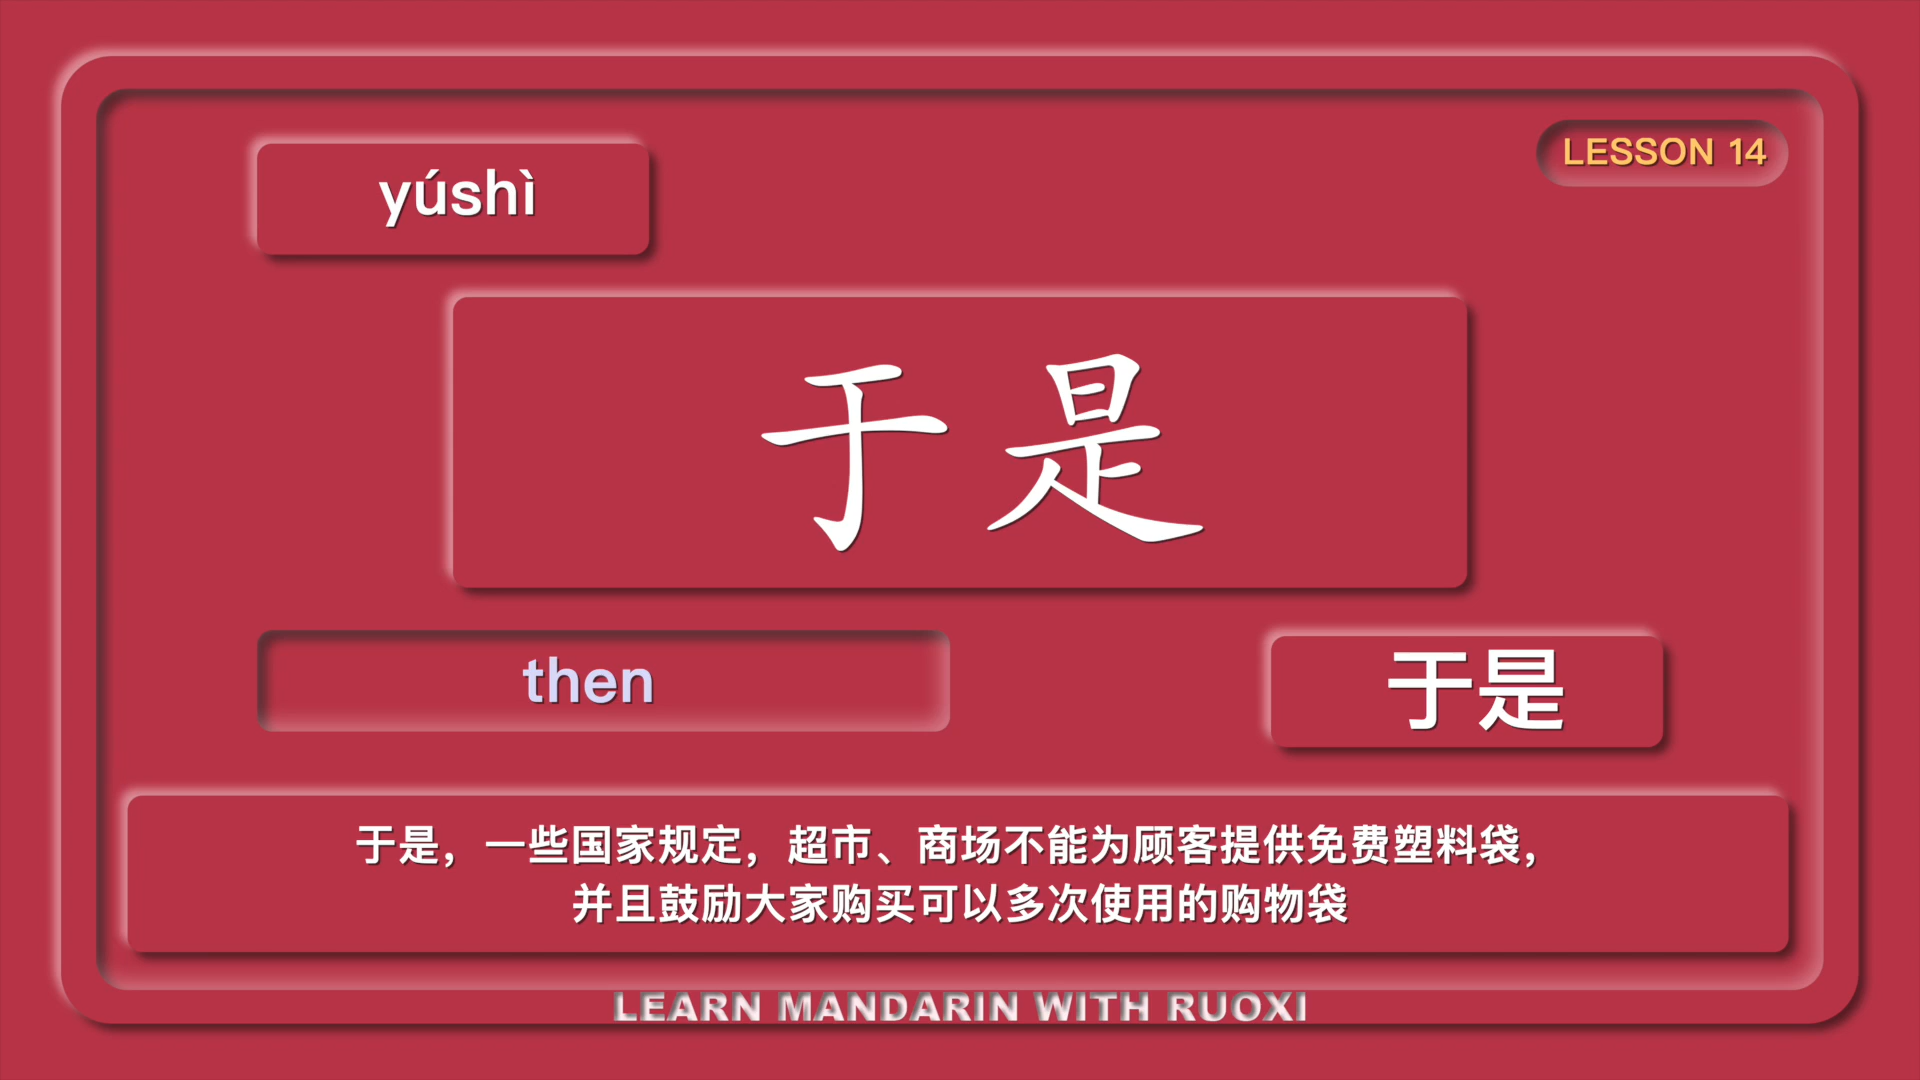 LESSON 14
yúshì
于是
then
于是
于是，一些国家规定，超市、商场不能为顾客提供免费塑料袋，
并且鼓励大家购买可以多次使用的购物袋
LEARN MANDARIN WITH RUOXI